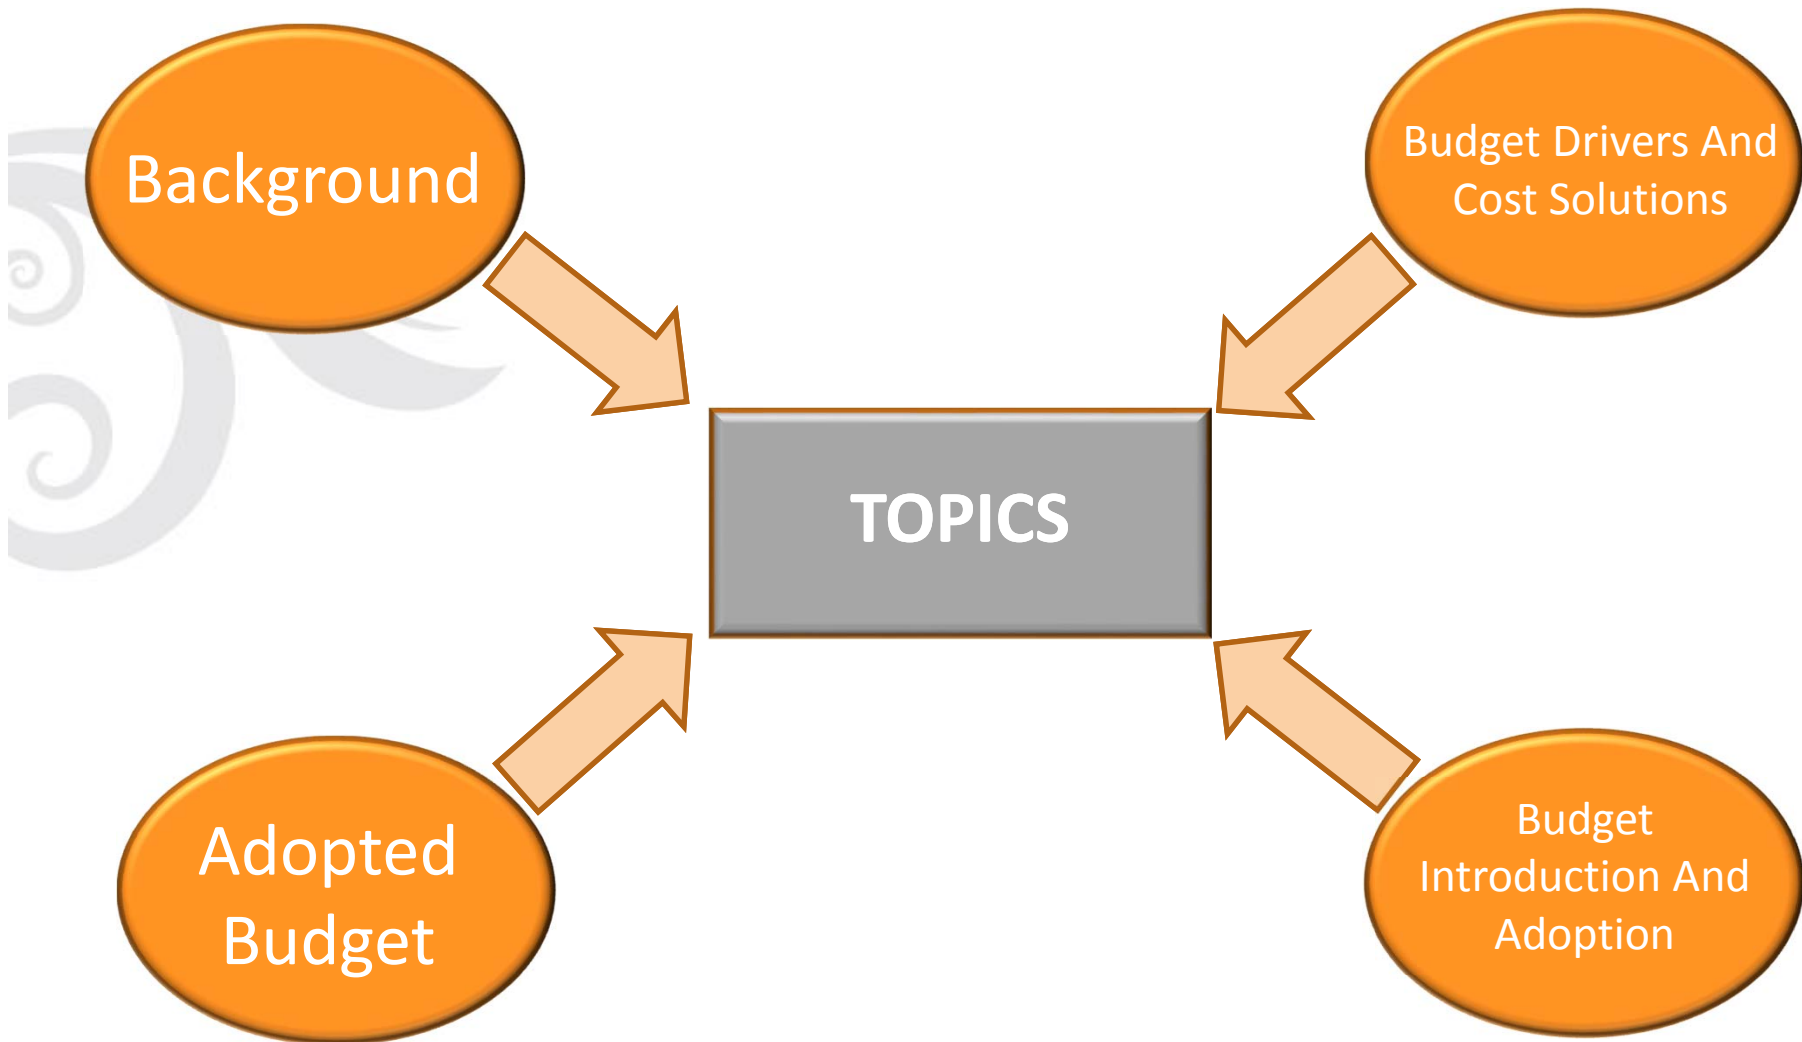 Background
Budget Drivers And
Cost Solutions
TOPICS
Adopted
Budget
Budget
Introduction And
Adoption